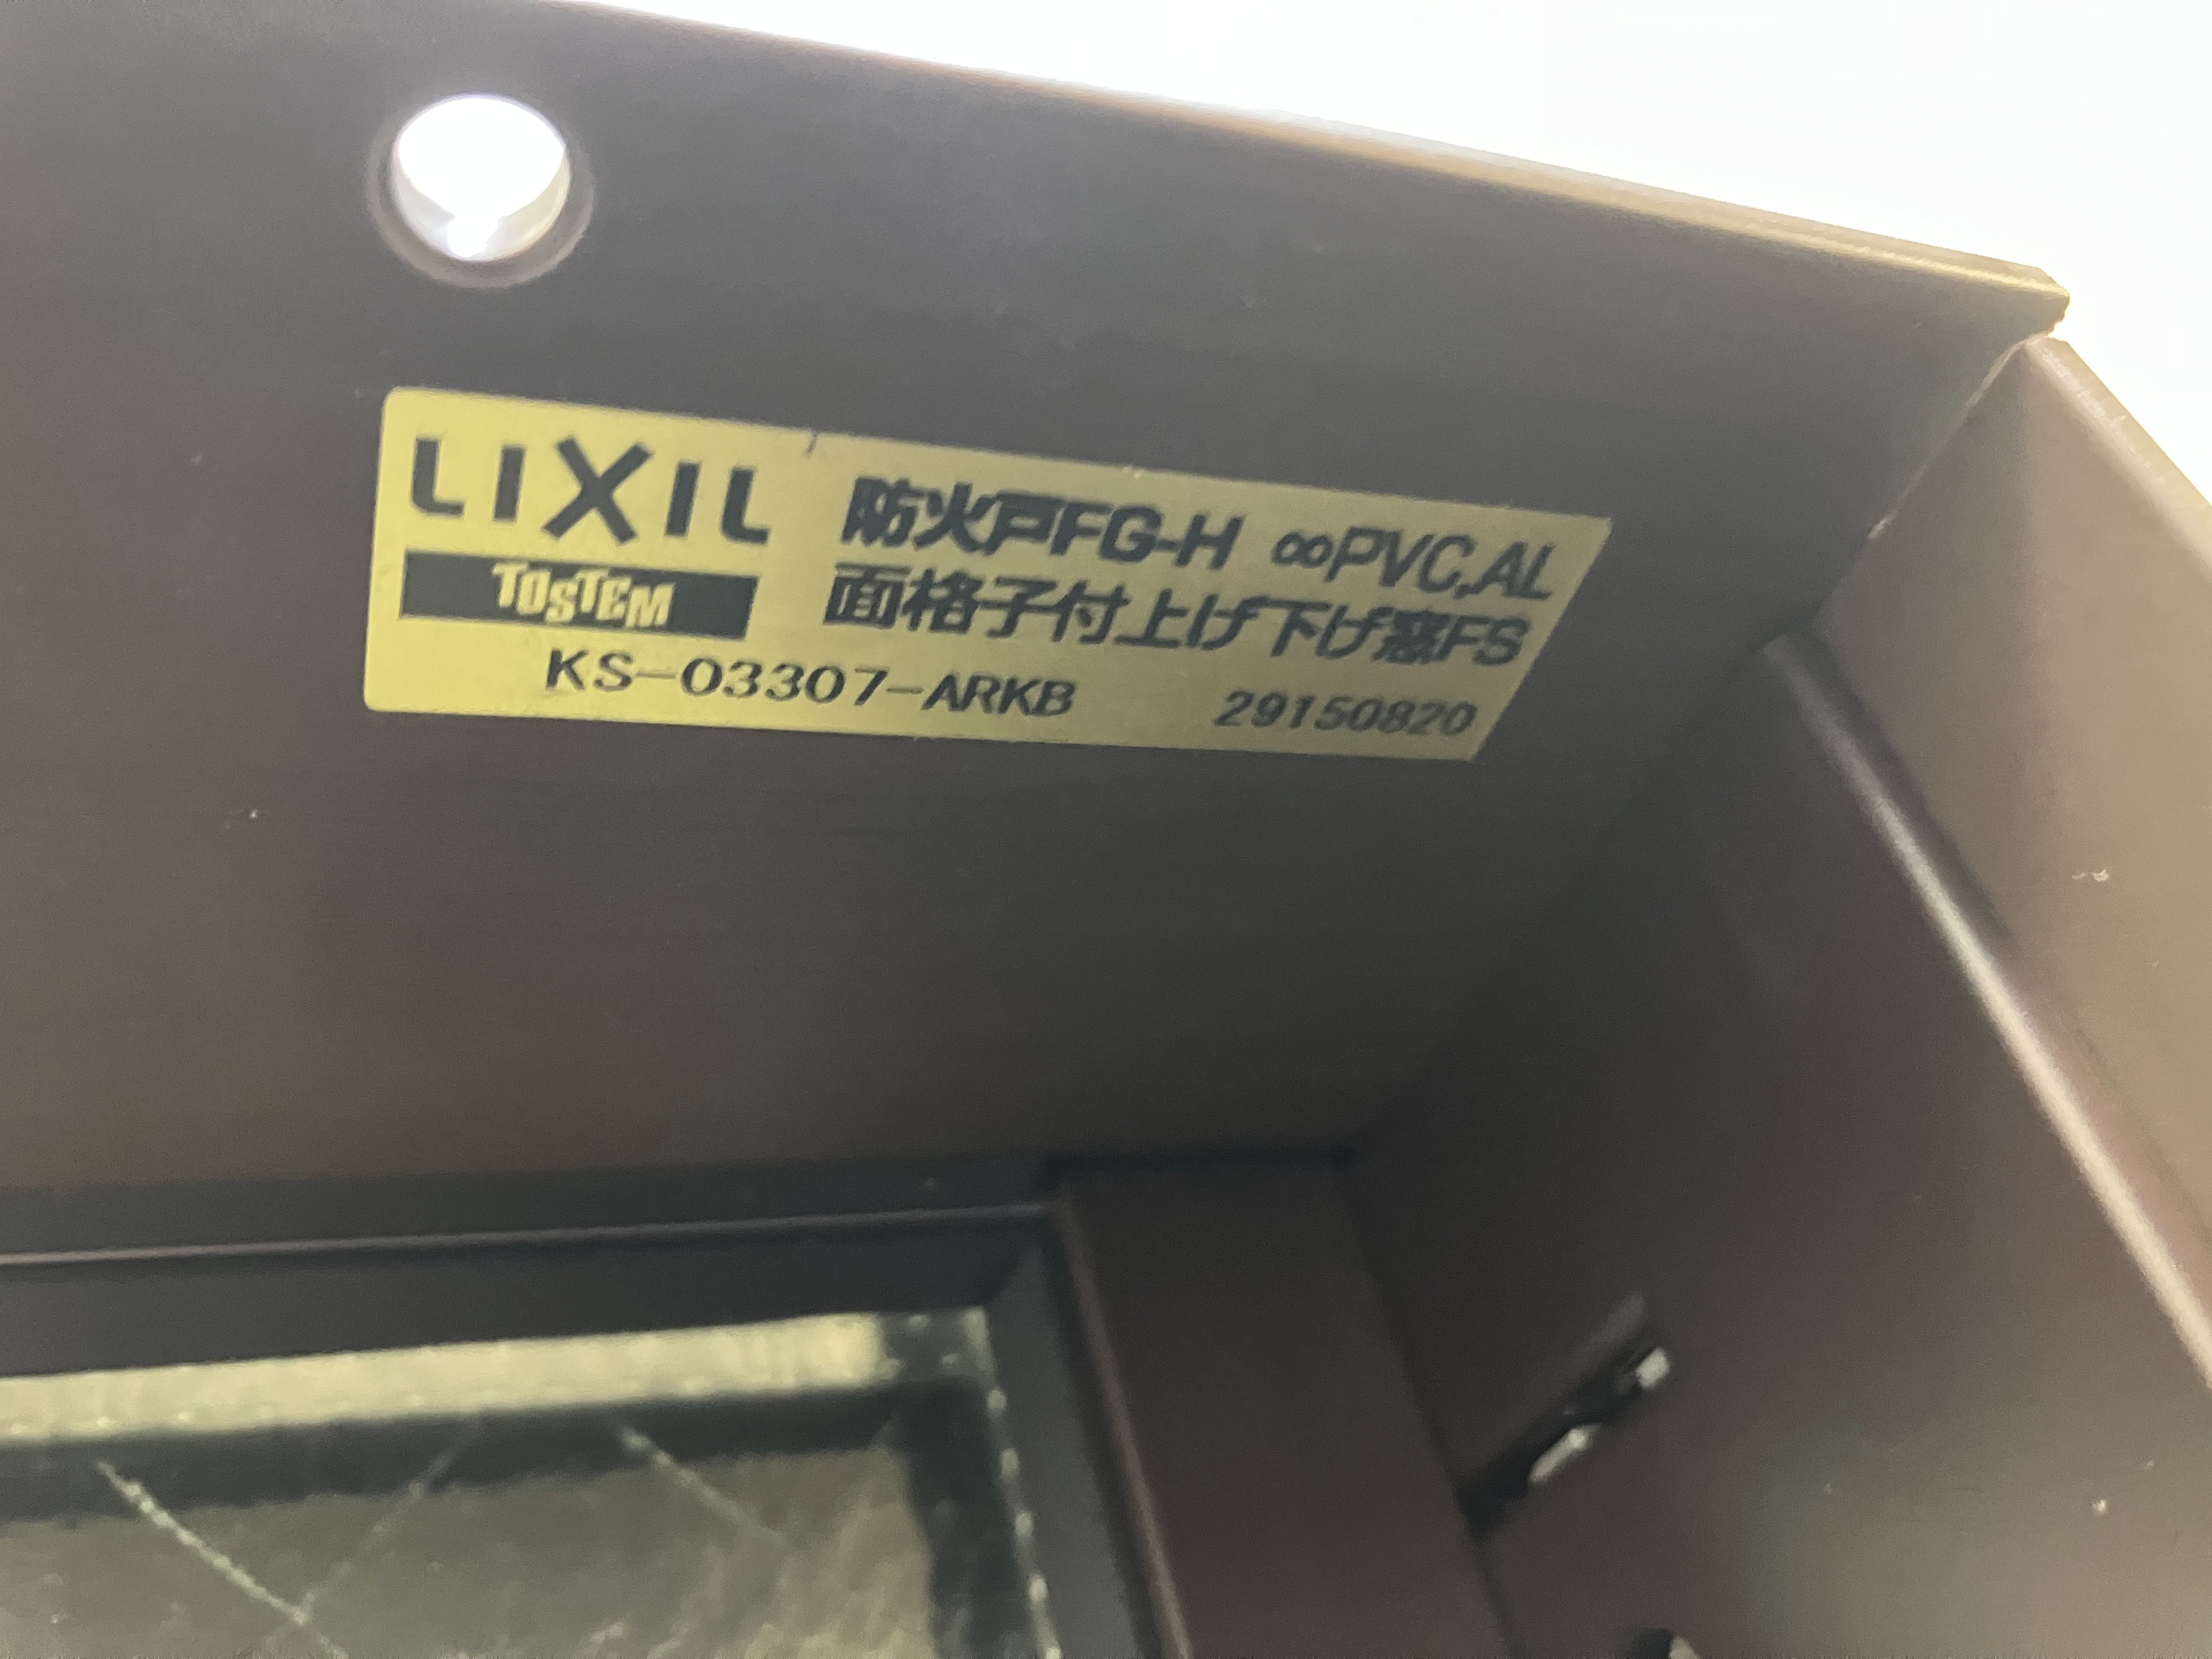 LIXIL 防火戸FG-H ∞PVC,AL
TOSTEM 面格子付上げ下げ窓FS
KS-03307-ARKB 29150820